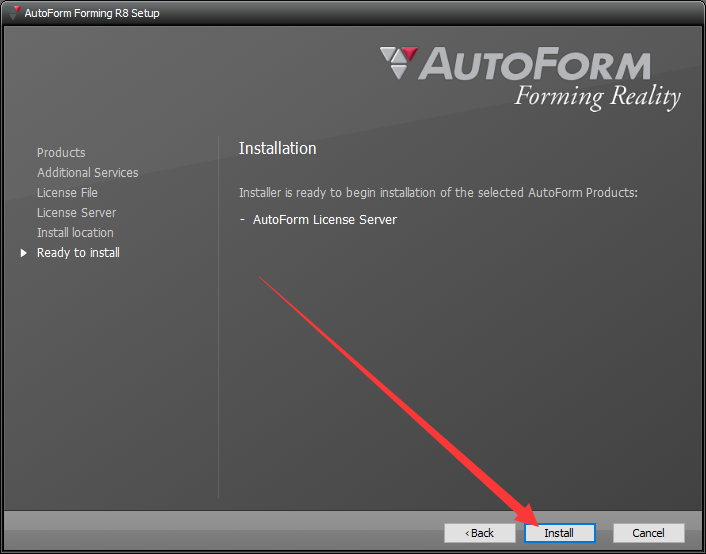 AutoForm Forming R8 Setup
AUTOFORM
Forming Reality
Products
Additional Services
License File
License Server
Install location
Ready to install
Installation
Installer is ready to begin installation of the selected AutoForm Products:
- AutoForm License Server
‹Back
Install
Cancel